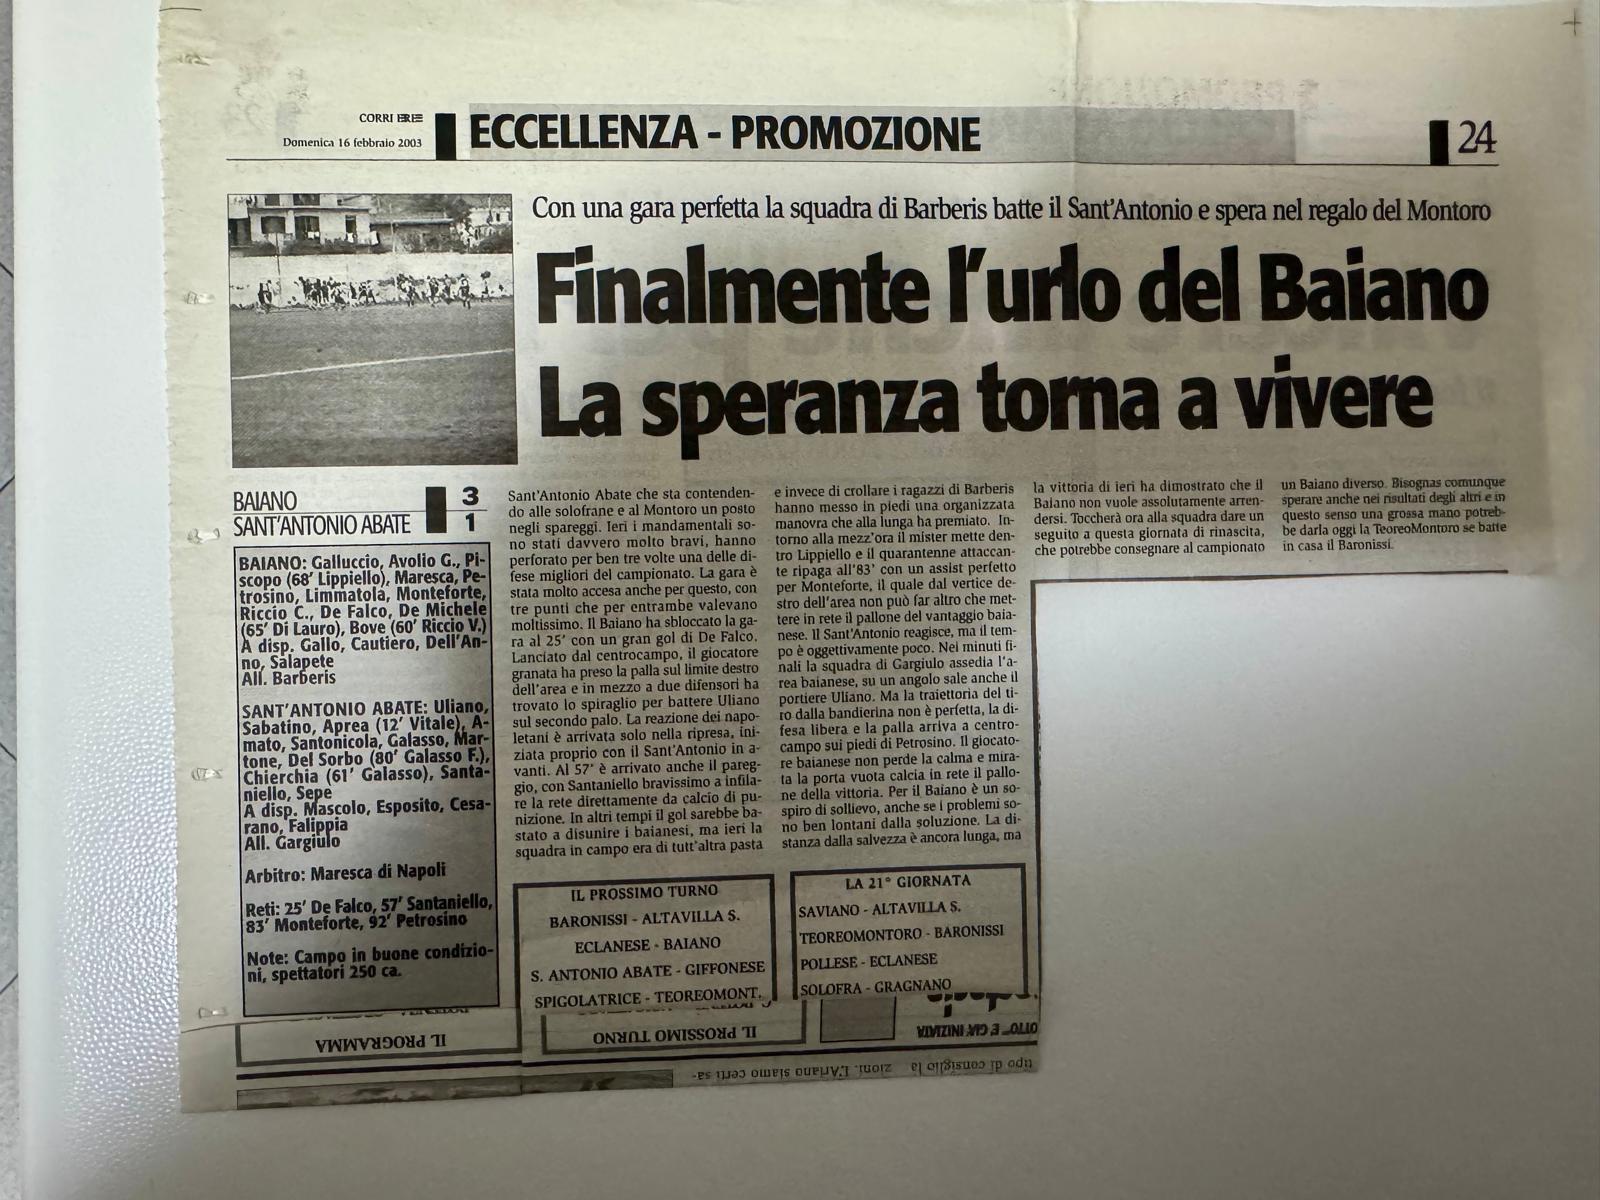 CORRIERE
Domenica 16 febbraio 2003
ECCELLENZA - PROMOZIONE
24
Con una gara perfetta la squadra di Barberis batte il Sant'Antonio e spera nel regalo del Montoro
Finalmente l'urlo del Baiano
La speranza torna a vivere
BAIANO 3
SANT'ANTONIO ABATE 1
BAIANO: Galluccio, Avolio G., Pi-
scopo (68' Lippiello), Maresca, Pe-
trosino, Limmatola, Monteforte,
Riccio C., De Falco, De Michele
(65' Di Lauro), Bove (60' Riccio V.)
A disp. Gallo, Cautiero, Dell'An-
no, Salapete
All. Barberis
SANT'ANTONIO ABATE: Uliano,
Sabatino, Aprea (12' Vitale), A-
mato, Santonicola, Galasso, Mar-
tone, Del Sorbo (80' Galasso F.),
Chierchia (61' Galasso), Santa-
niello, Sepe
A disp. Mascolo, Esposito, Cesa-
rano, Falippia
All. Gargiulo
Arbitro: Maresca di Napoli
Reti: 25' De Falco, 57' Santaniello,
83' Monteforte, 92' Petrosino
Note: Campo in buone condizio-
ni, spettatori 250 ca.
Sant'Antonio Abate che sta contenden-
do alle solofrane e al Montoro un posto
negli spareggi. Ieri i mandamentali so-
no stati davvero molto bravi, hanno
perforato per ben tre volte una delle di-
fese migliori del campionato. La gara è
stata molto accesa anche per questo, con
tre punti che per entrambe valevano
moltissimo. Il Baiano ha sbloccato la ga-
ra al 25' con un gran gol di De Falco.
Lanciato dal centrocampo, il giocatore
granata ha preso la palla sul limite destro
dell'area e in mezzo a due difensori ha
trovato lo spiraglio per battere Uliano
sul secondo palo. La reazione dei napo-
letani è arrivata solo nella ripresa, ini-
ziata proprio con il Sant'Antonio in a-
vanti. Al 57' è arrivato anche il pareg-
gio, con Santaniello bravissimo a infila-
re la rete direttamente da calcio di pu-
nizione. In altri tempi il gol sarebbe ba-
stato a disunire i baianesi, ma ieri la
squadra in campo era di tutt'altra pasta
e invece di crollare i ragazzi di Barberis
hanno messo in piedi una organizzata
manovra che alla lunga ha premiato. In-
torno alla mezz'ora il mister mette den-
tro Lippiello e il quarantenne attaccan-
te ripaga all'83' con un assist perfetto
per Monteforte, il quale dal vertice de-
stro dell'area non può far altro che met-
tere in rete il pallone del vantaggio baia-
nese. Il Sant'Antonio reagisce, ma il tem-
po è oggettivamente poco. Nei minuti fi-
nali la squadra di Gargiulo assedia l'a-
rea baianese, su un angolo sale anche il
portiere Uliano. Ma la traiettoria del ti-
ro dalla bandierina non è perfetta, la di-
fesa libera e la palla arriva a centro-
campo sui piedi di Petrosino. Il giocato-
re baianese non perde la calma e mira-
ta la porta vuota calcia in rete il pallo-
ne della vittoria. Per il Baiano è un so-
spiro di sollievo, anche se i problemi so-
no ben lontani dalla soluzione. La di-
stanza dalla salvezza è ancora lunga, ma
la vittoria di ieri ha dimostrato che il
Baiano non vuole assolutamente arren-
dersi. Toccherà ora alla squadra dare un
seguito a questa giornata di rinascita,
che potrebbe consegnare al campionato
un Baiano diverso. Bisognas comunque
sperare anche nei risultati degli altri e in
questo senso una grossa mano potreb-
be darla oggi la TeoreoMontoro se batte
in casa il Baronissi.
IL PROSSIMO TURNO
BARONISSI - ALTAVILLA S.
ECLANESE - BAIANO
S. ANTONIO ABATE - GIFFONESE
SPIGOLATRICE - TEOREOMONT.
LA 21° GIORNATA
SAVIANO - ALTAVILLA S.
TEOREOMONTORO - BARONISSI
POLLESE - ECLANESE
SOLOFRA - GRAGNANO
IL PROGRAMMA
IL PROSSIMO TURNO
OTTO" E GIÀ INIZIATA
tipo di consiglio la
zioni. L'Ariano siamo certi sa-